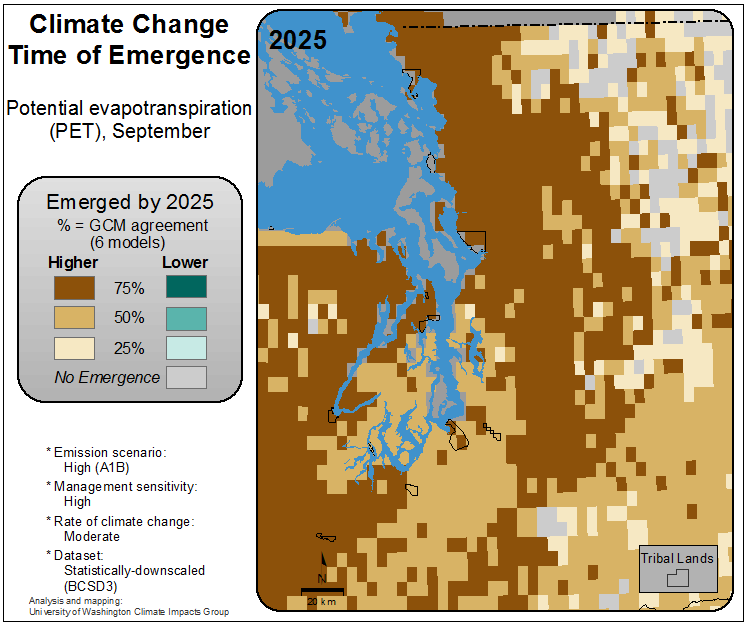 Climate Change
Time of Emergence
Potential evapotranspiration
(PET), September
Emerged by 2025
% = GCM agreement
(6 models)
Higher Lower
75%
50%
25%
No Emergence
* Emission scenario:
High (A1B)
* Management sensitivity:
High
* Rate of climate change:
Moderate
* Dataset:
Statistically-downscaled
(BCSD3)
Analysis and mapping:
University of Washington Climate Impacts Group
2025
N
20 km
Tribal Lands